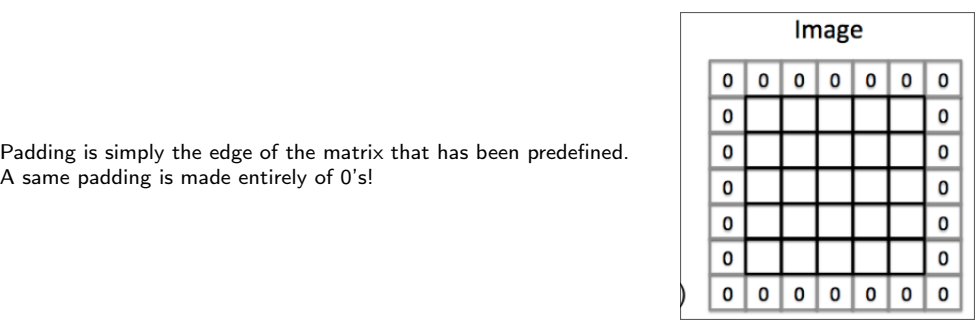 Padding is simply the edge of the matrix that has been predefined.
A same padding is made entirely of 0's!
Image
0 0 0 0 0 0 0
0 0
0 0
0 0
0 0
0 0
) 0 0 0 0 0 0 0